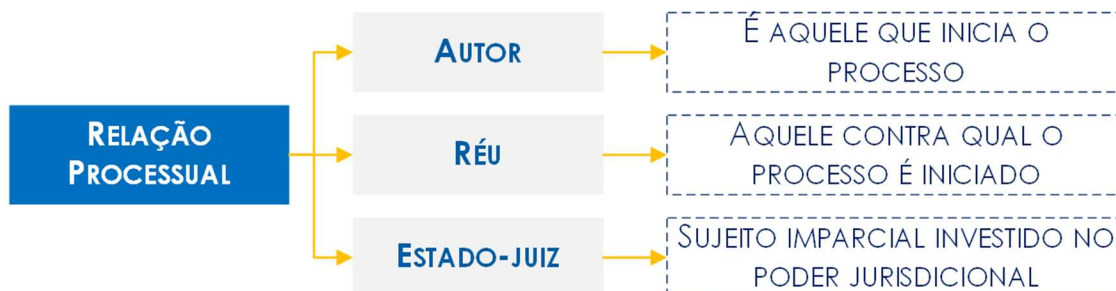 RELAÇÃO
PROCESSUAL
AUTOR
É AQUELE QUE INICIA O
PROCESSO
RÉU
AQUELE CONTRA QUAL O
PROCESSO É INICIADO
ESTADO-JUIZ
SUJEITO IMPARCIAL INVESTIDO NO
PODER JURISDICIONAL